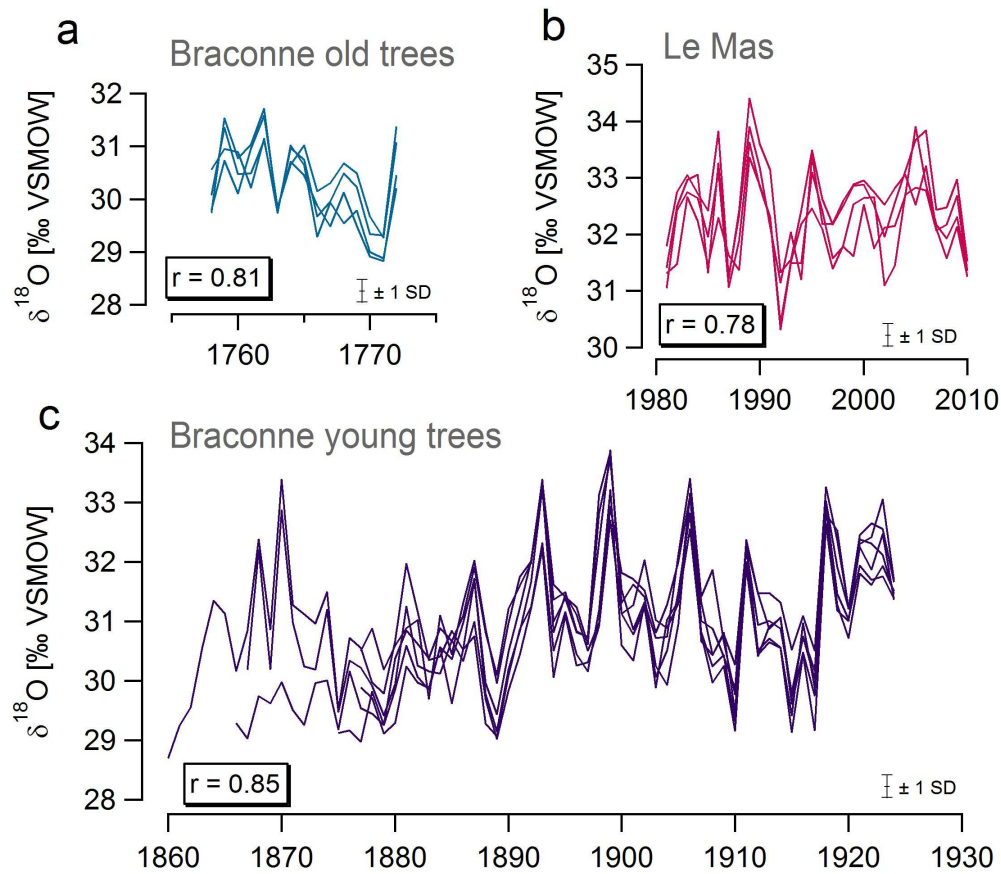 a
Braconne old trees
32
31
30
29
28
δ¹⁸O [‰ VSMOW]
r = 0.81
± 1 SD
1760
1770
b
Le Mas
35
34
33
32
31
30
δ¹⁸O [‰ VSMOW]
r = 0.78
± 1 SD
1980
1990
2000
2010
c
Braconne young trees
34
33
32
31
30
29
28
δ¹⁸O [‰ VSMOW]
r = 0.85
± 1 SD
1860
1870
1880
1890
1900
1910
1920
1930